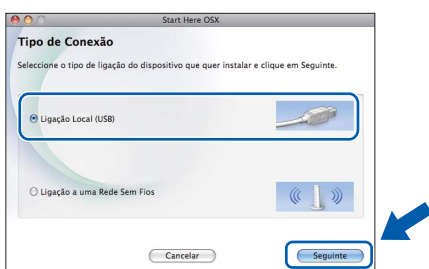 Start Here OSX
Tipo de Conexão
Seleccione o tipo de ligação do dispositivo que quer instalar e clique em Seguinte.
Ligação Local (USB)
Ligação a uma Rede Sem Fios
Cancelar
Seguinte